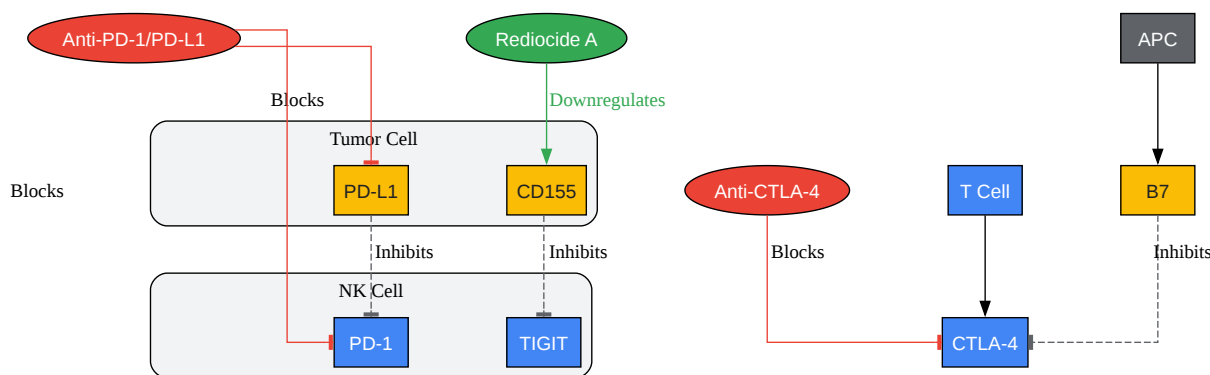 Anti-PD-1/PD-L1
Rediocide A
APC
Blocks
Downregulates
Tumor Cell
Blocks
PD-L1
CD155
Anti-CTLA-4
T Cell
B7
Inhibits
Inhibits
Blocks
Inhibits
NK Cell
PD-1
TIGIT
CTLA-4